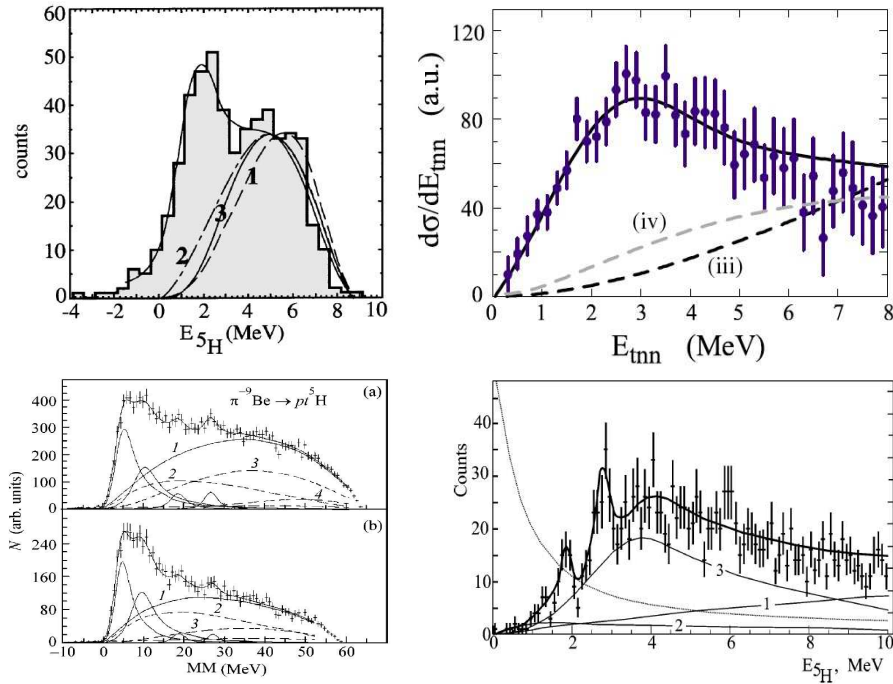 60
50
40
30
20
10
0
counts
1
2
3
-4 -2 0 2 4 6 8 10
E5H (MeV)
120
80
40
0
dσ/dEtnn (a.u.)
(iv)
(iii)
0 1 2 3 4 5 6 7 8
Etnn (MeV)
π⁻⁹Be → pt⁵H (a)
400
300
200
100
0
1
2
3
4
N (arb. units)
(b)
240
160
80
0
1
2
3
−10 0 10 20 30 40 50 60
MM (MeV)
40
30
20
10
0
Counts
3
1
2
2 4 6 8 10
E5H, MeV